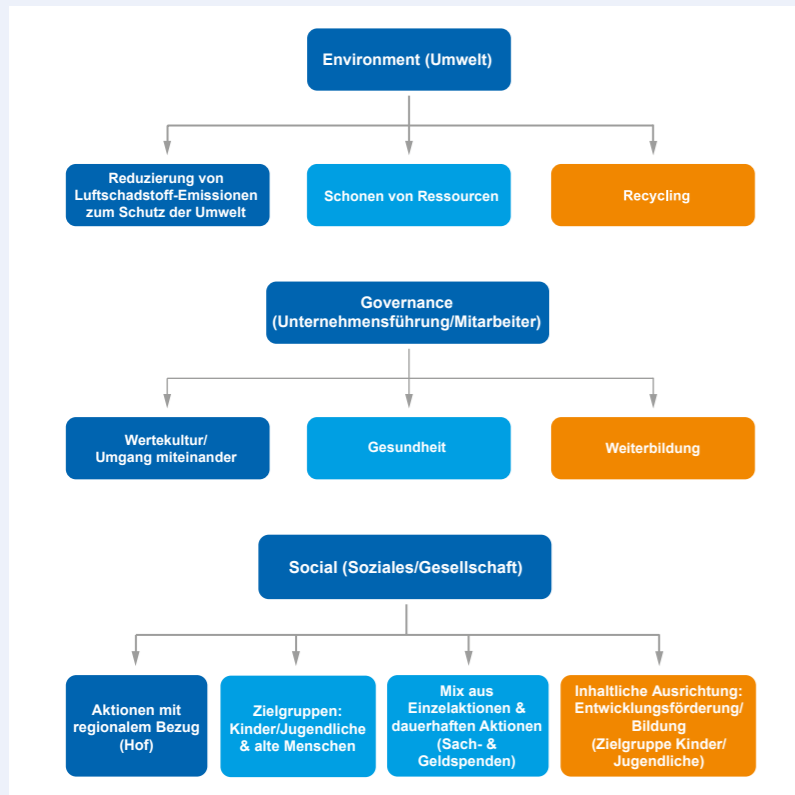 Environment (Umwelt)
Reduzierung von
Luftschadstoff-Emissionen
zum Schutz der Umwelt
Schonen von Ressourcen
Recycling
Governance
(Unternehmensführung/Mitarbeiter)
Wertekultur/
Umgang miteinander
Gesundheit
Weiterbildung
Social (Soziales/Gesellschaft)
Aktionen mit
regionalem Bezug
(Hof)
Zielgruppen:
Kinder/Jugendliche
& alte Menschen
Mix aus
Einzelaktionen &
dauerhaften Aktionen
(Sach- &
Geldspenden)
Inhaltliche Ausrichtung:
Entwicklungsförderung/
Bildung
(Zielgruppe Kinder/
Jugendliche)